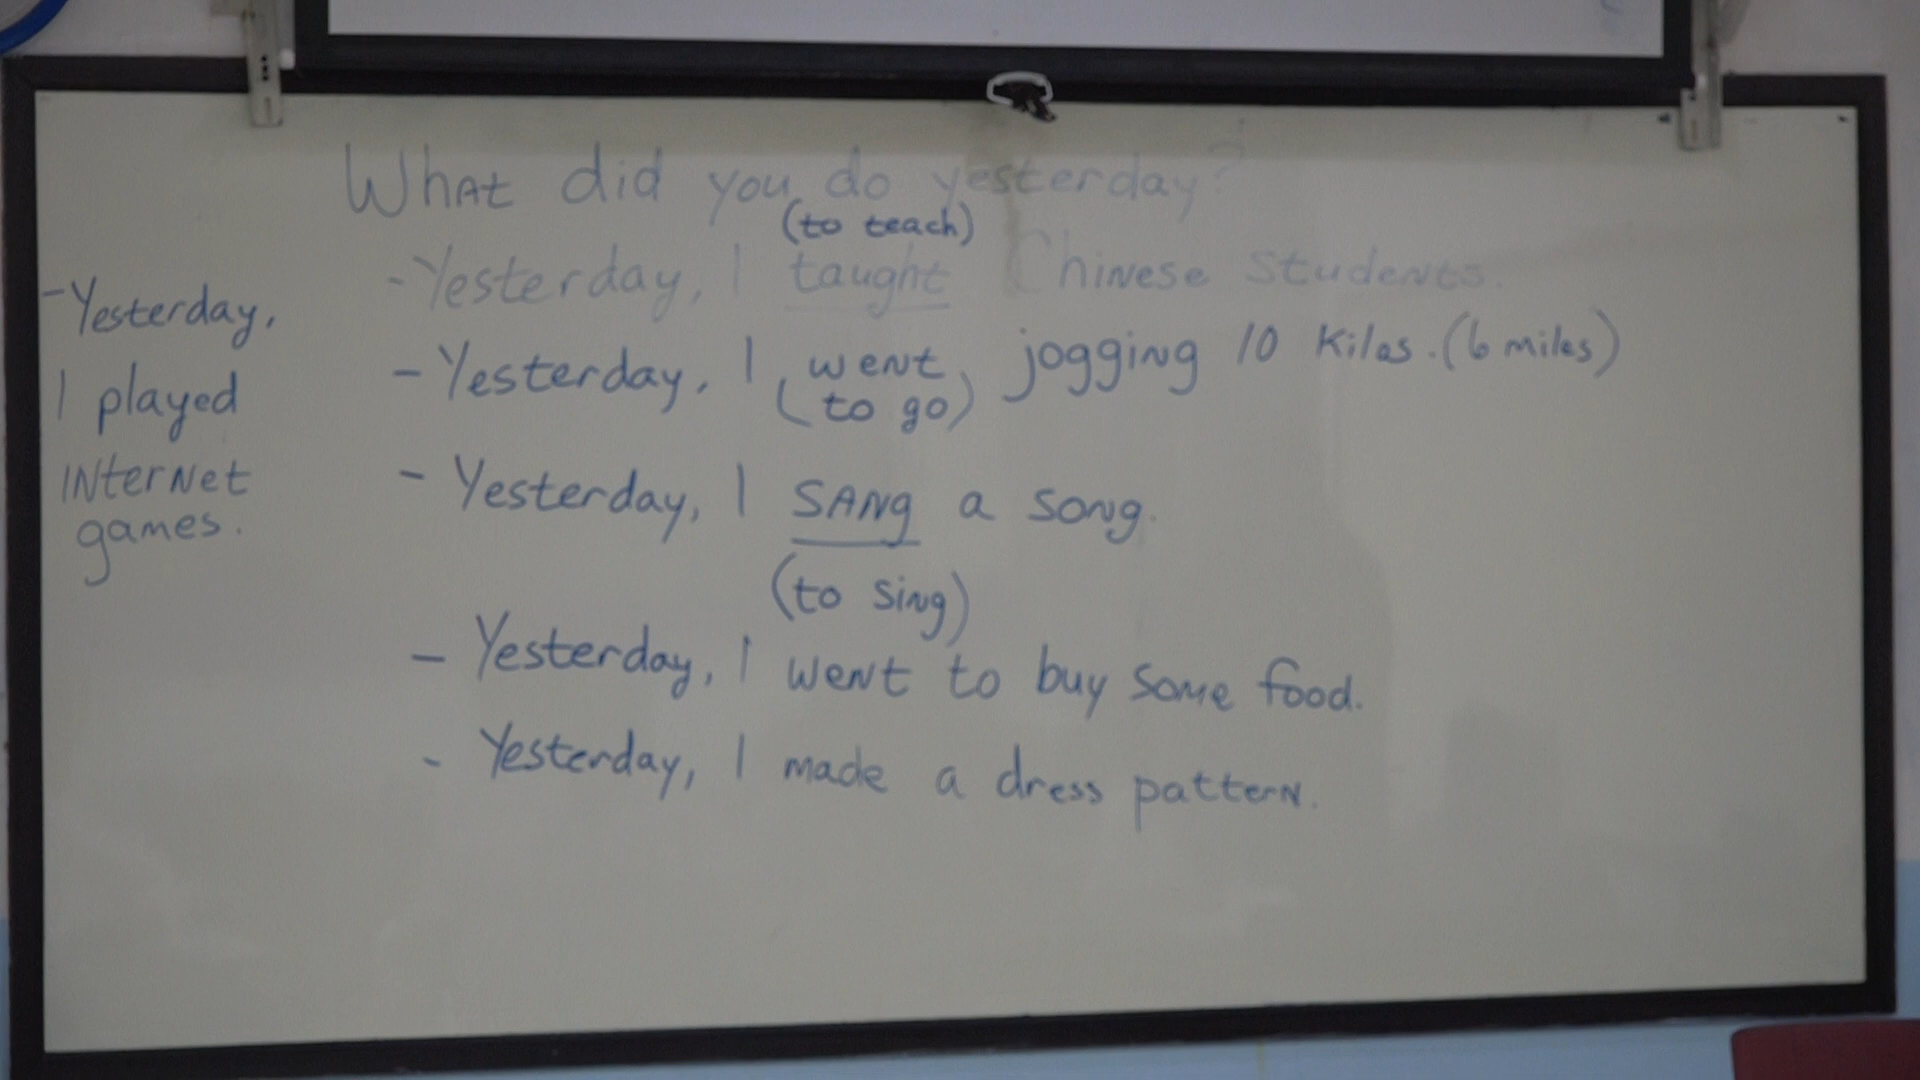 What did you do yesterday?
(to teach)
- Yesterday, I taught Chinese Students.
- Yesterday, I went jogging 10 Kilos. (6 miles)
(to go)
- Yesterday, I SANg a song.
(to sing)
- Yesterday, I went to buy some food.
- Yesterday, I made a dress pattern.
- Yesterday,
I played
INterNet
games.